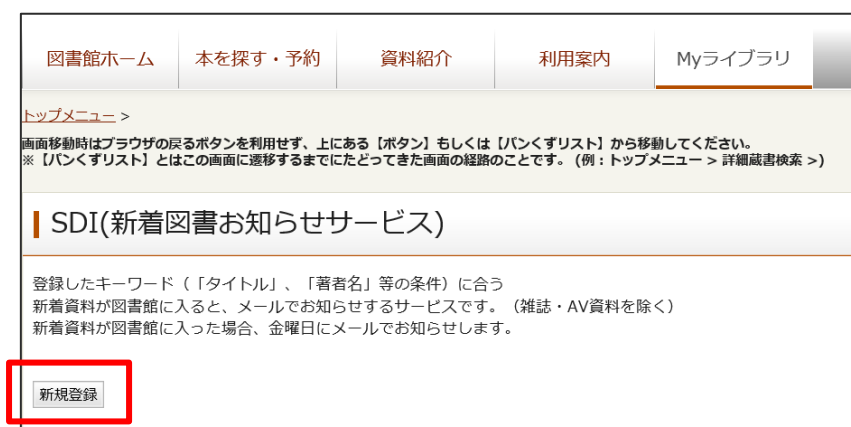 図書館ホーム 本を探す・予約 資料紹介 利用案内 Myライブラリ
トップメニュー >
画面移動時はブラウザの戻るボタンを利用せず、上にある【ボタン】もしくは【パンくずリスト】から移動してください。
※【パンくずリスト】とはこの画面に遷移するまでにたどってきた画面の経路のことです。(例：トップメニュー > 詳細蔵書検索 >)
SDI(新着図書お知らせサービス)
登録したキーワード（「タイトル」、「著者名」等の条件）に合う
新着資料が図書館に入ると、メールでお知らせするサービスです。（雑誌・AV資料を除く）
新着資料が図書館に入った場合、金曜日にメールでお知らせします。
新規登録